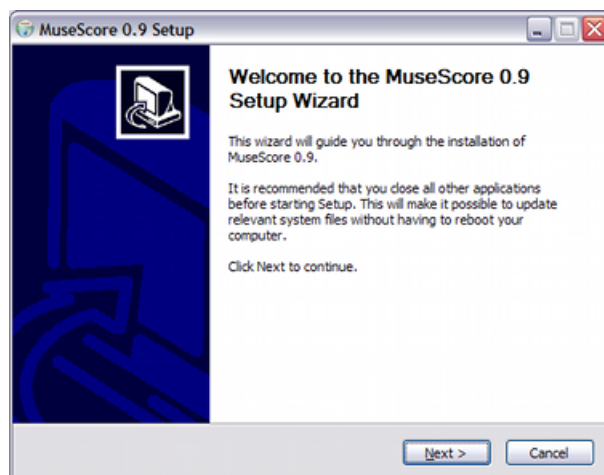 MuseScore 0.9 Setup
Welcome to the MuseScore 0.9
Setup Wizard
This wizard will guide you through the installation of
MuseScore 0.9.
It is recommended that you close all other applications
before starting Setup. This will make it possible to update
relevant system files without having to reboot your
computer.
Click Next to continue.
Next >
Cancel